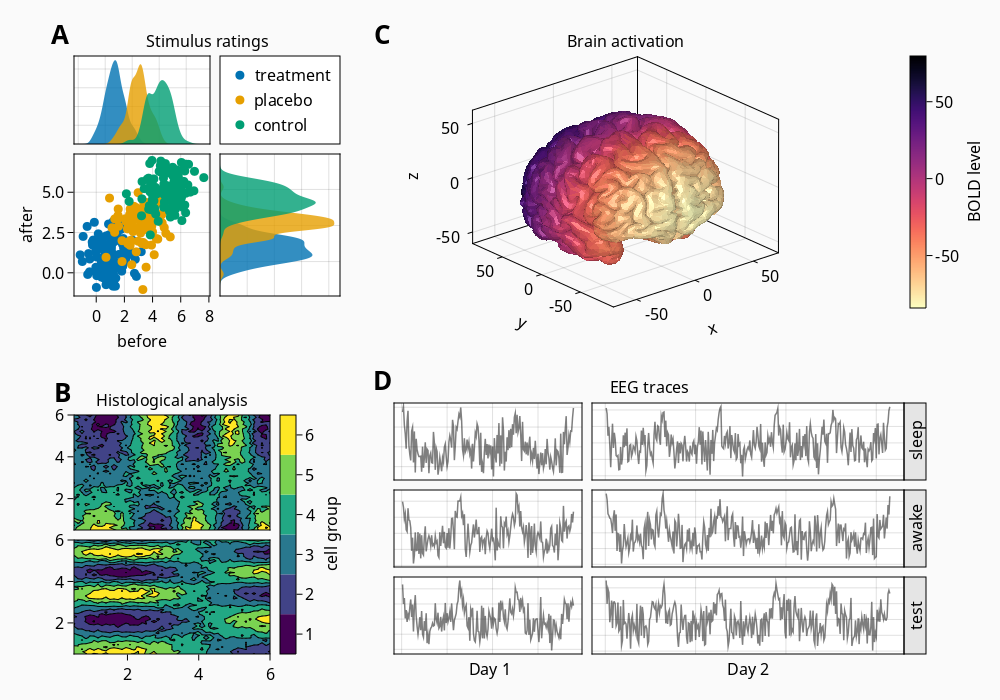 A
Stimulus ratings
treatment
placebo
control
5.0
2.5
0.0
after
0 2 4 6 8
before
C
Brain activation
50
0
-50
z
50
0
-50
y
-50
0
50
x
50
0
-50
BOLD level
B
Histological analysis
6
4
2
6
4
2
2 4 6
6
5
4
3
2
1
cell group
D
EEG traces
sleep
awake
test
Day 1
Day 2